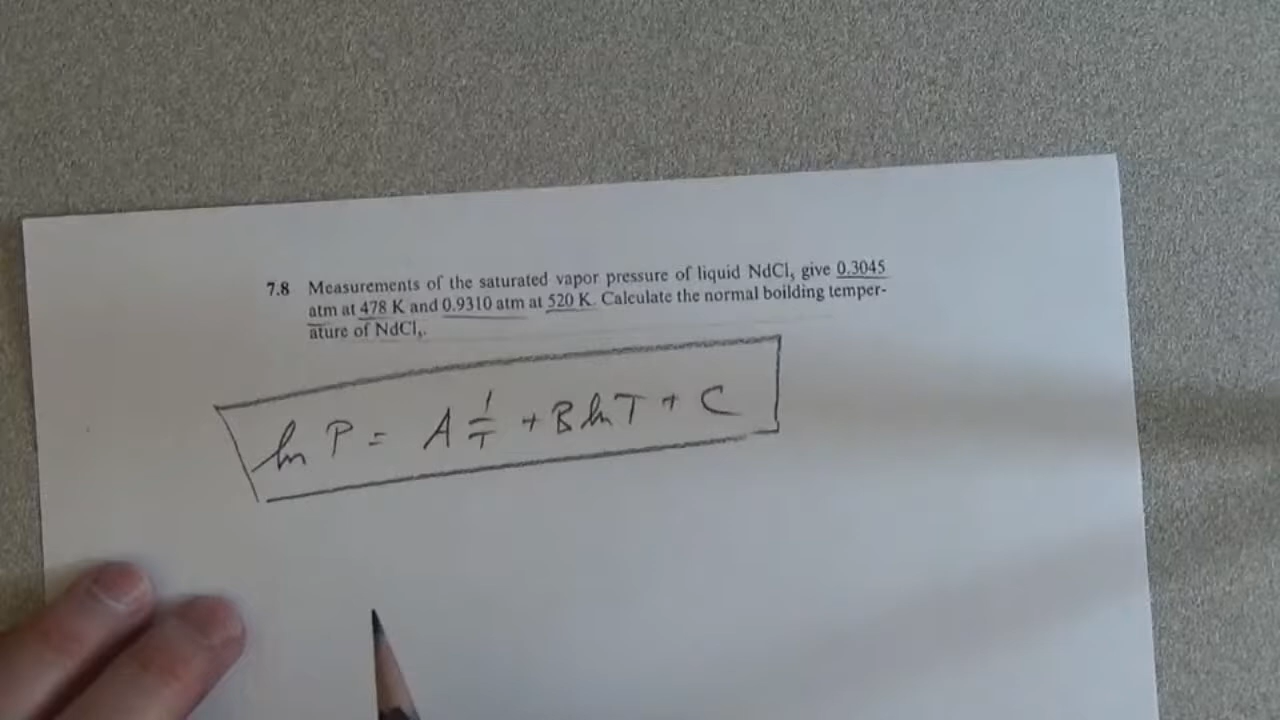 7.8 Measurements of the saturated vapor pressure of liquid NdCl, give 0.3045
atm at 478 K and 0.9310 atm at 520 K. Calculate the normal boilding temper-
ature of NdCl,.
ln P = A 1/T + B ln T + C